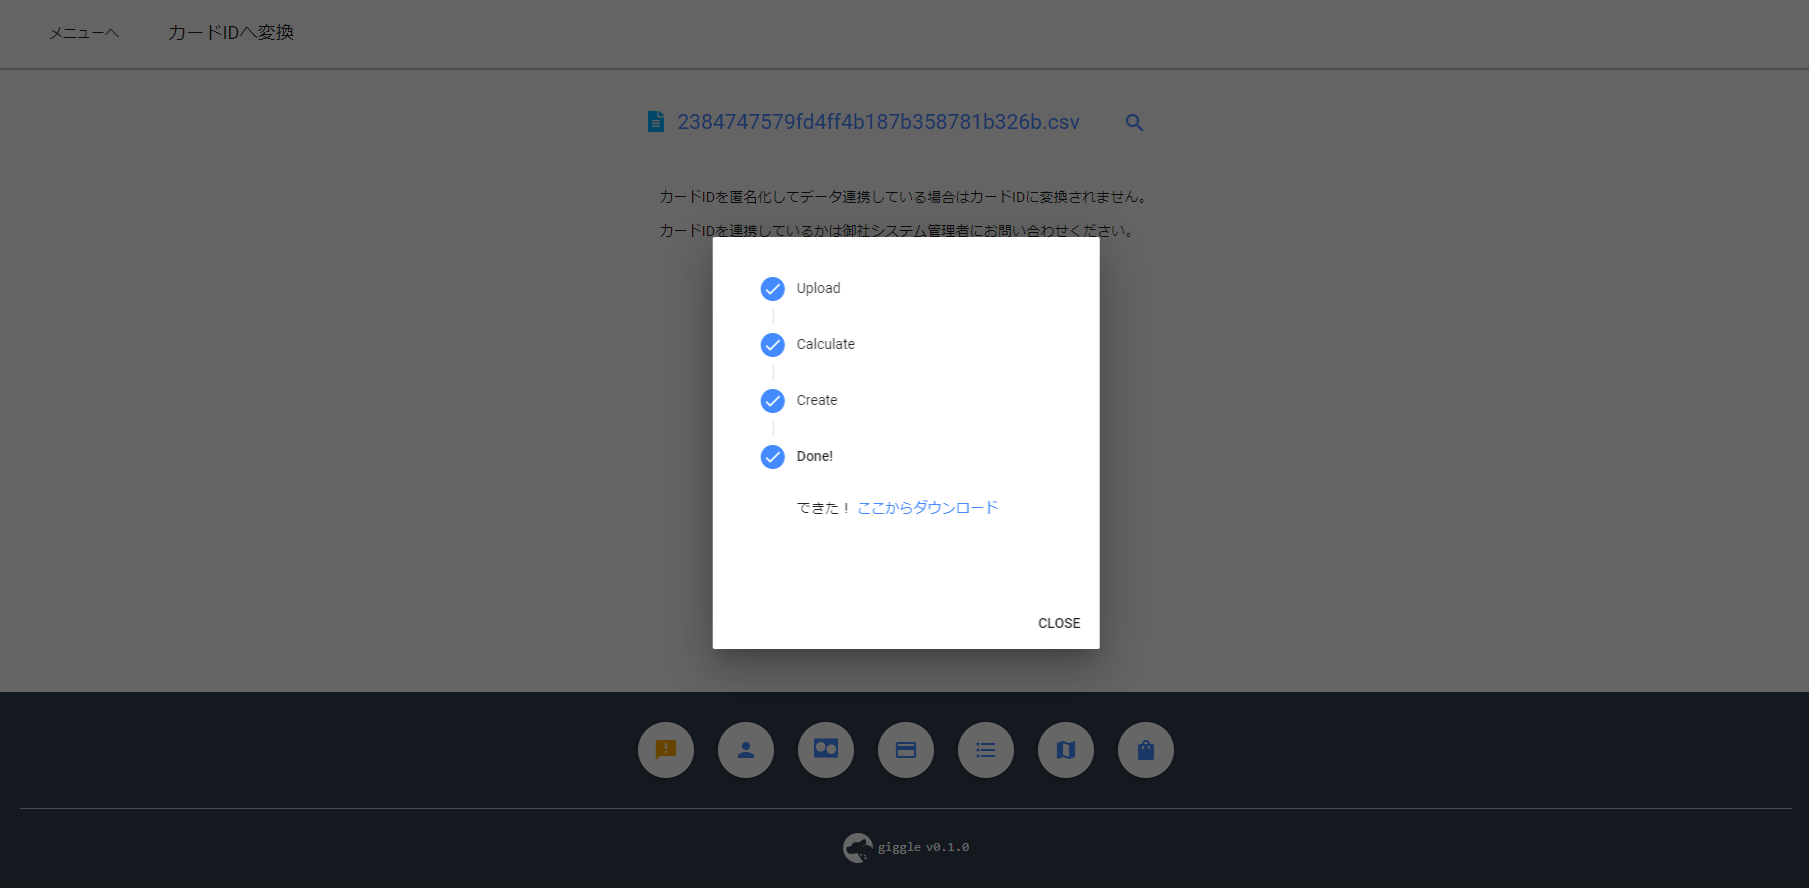 メニューへ
カードIDへ変換
2384747579fd4ff4b187b358781b326b.csv
カードIDを匿名化してデータ連携している場合はカードIDに変換されません。
カードIDを連携しているかは御社システム管理者にお問い合わせください。
Upload
Calculate
Create
Done!
できた！ ここからダウンロード
CLOSE
giggle v0.1.0